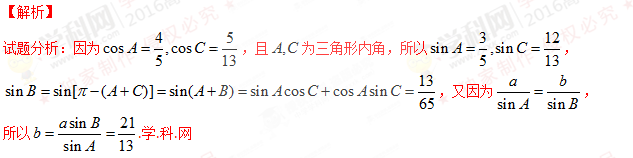 【解析】
试题分析：因为 cos A = 4/5, cos C = 5/13，且 A, C 为三角形内角，所以 sin A = 3/5, sin C = 12/13，
sin B = sin[π − (A + C)] = sin(A + B) = sin A cos C + cos A sin C = 13/65，又因为 a/sin A = b/sin B，
所以 b = a sin B/sin A = 21/13 .学.科.网